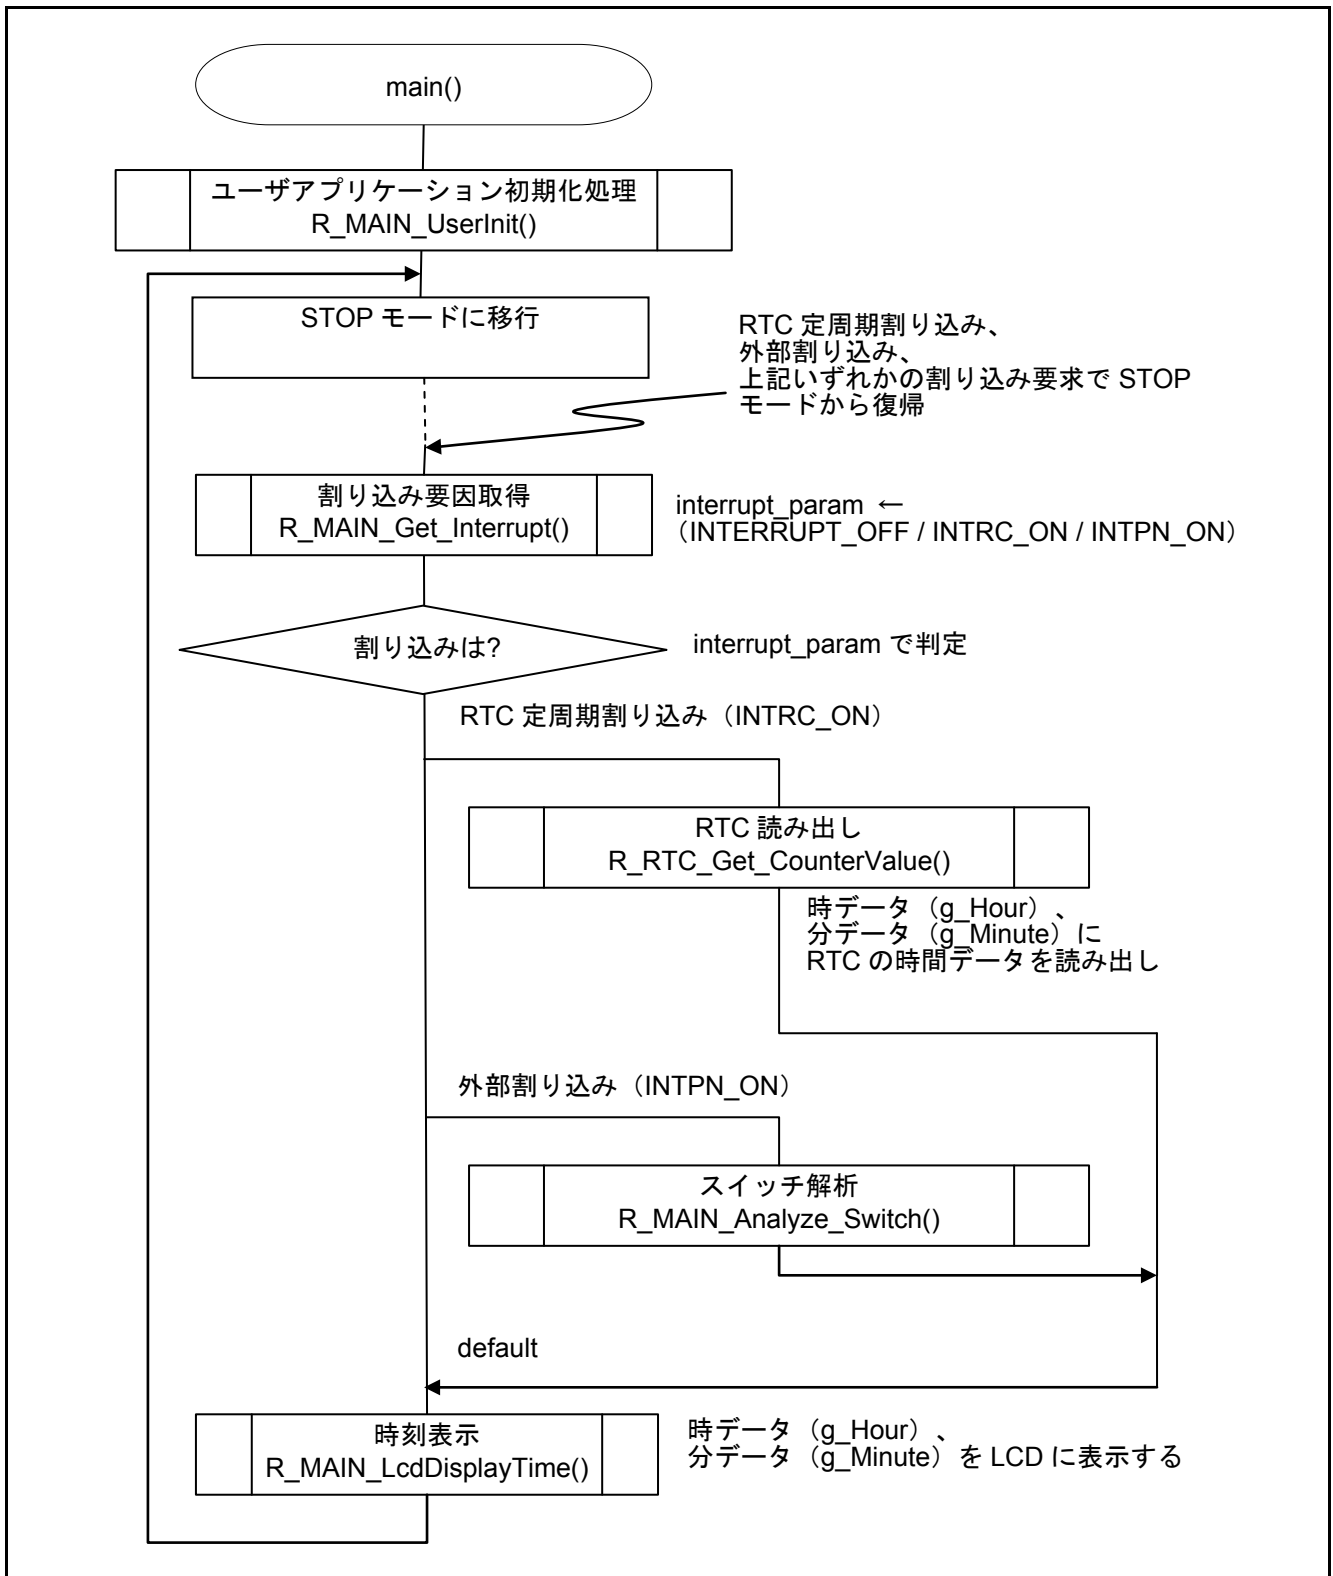 main()
ユーザアプリケーション初期化処理
R_MAIN_UserInit()
STOP モードに移行
RTC 定周期割り込み、
外部割り込み、
上記いずれかの割り込み要求で STOP
モードから復帰
割り込み要因取得
R_MAIN_Get_Interrupt()
interrupt_param ←
（INTERRUPT_OFF / INTRC_ON / INTPN_ON）
割り込みは?
interrupt_param で判定
RTC 定周期割り込み（INTRC_ON）
RTC 読み出し
R_RTC_Get_CounterValue()
時データ（g_Hour）、
分データ（g_Minute）に
RTC の時間データを読み出し
外部割り込み（INTPN_ON）
スイッチ解析
R_MAIN_Analyze_Switch()
default
時刻表示
R_MAIN_LcdDisplayTime()
時データ（g_Hour）、
分データ（g_Minute）を LCD に表示する